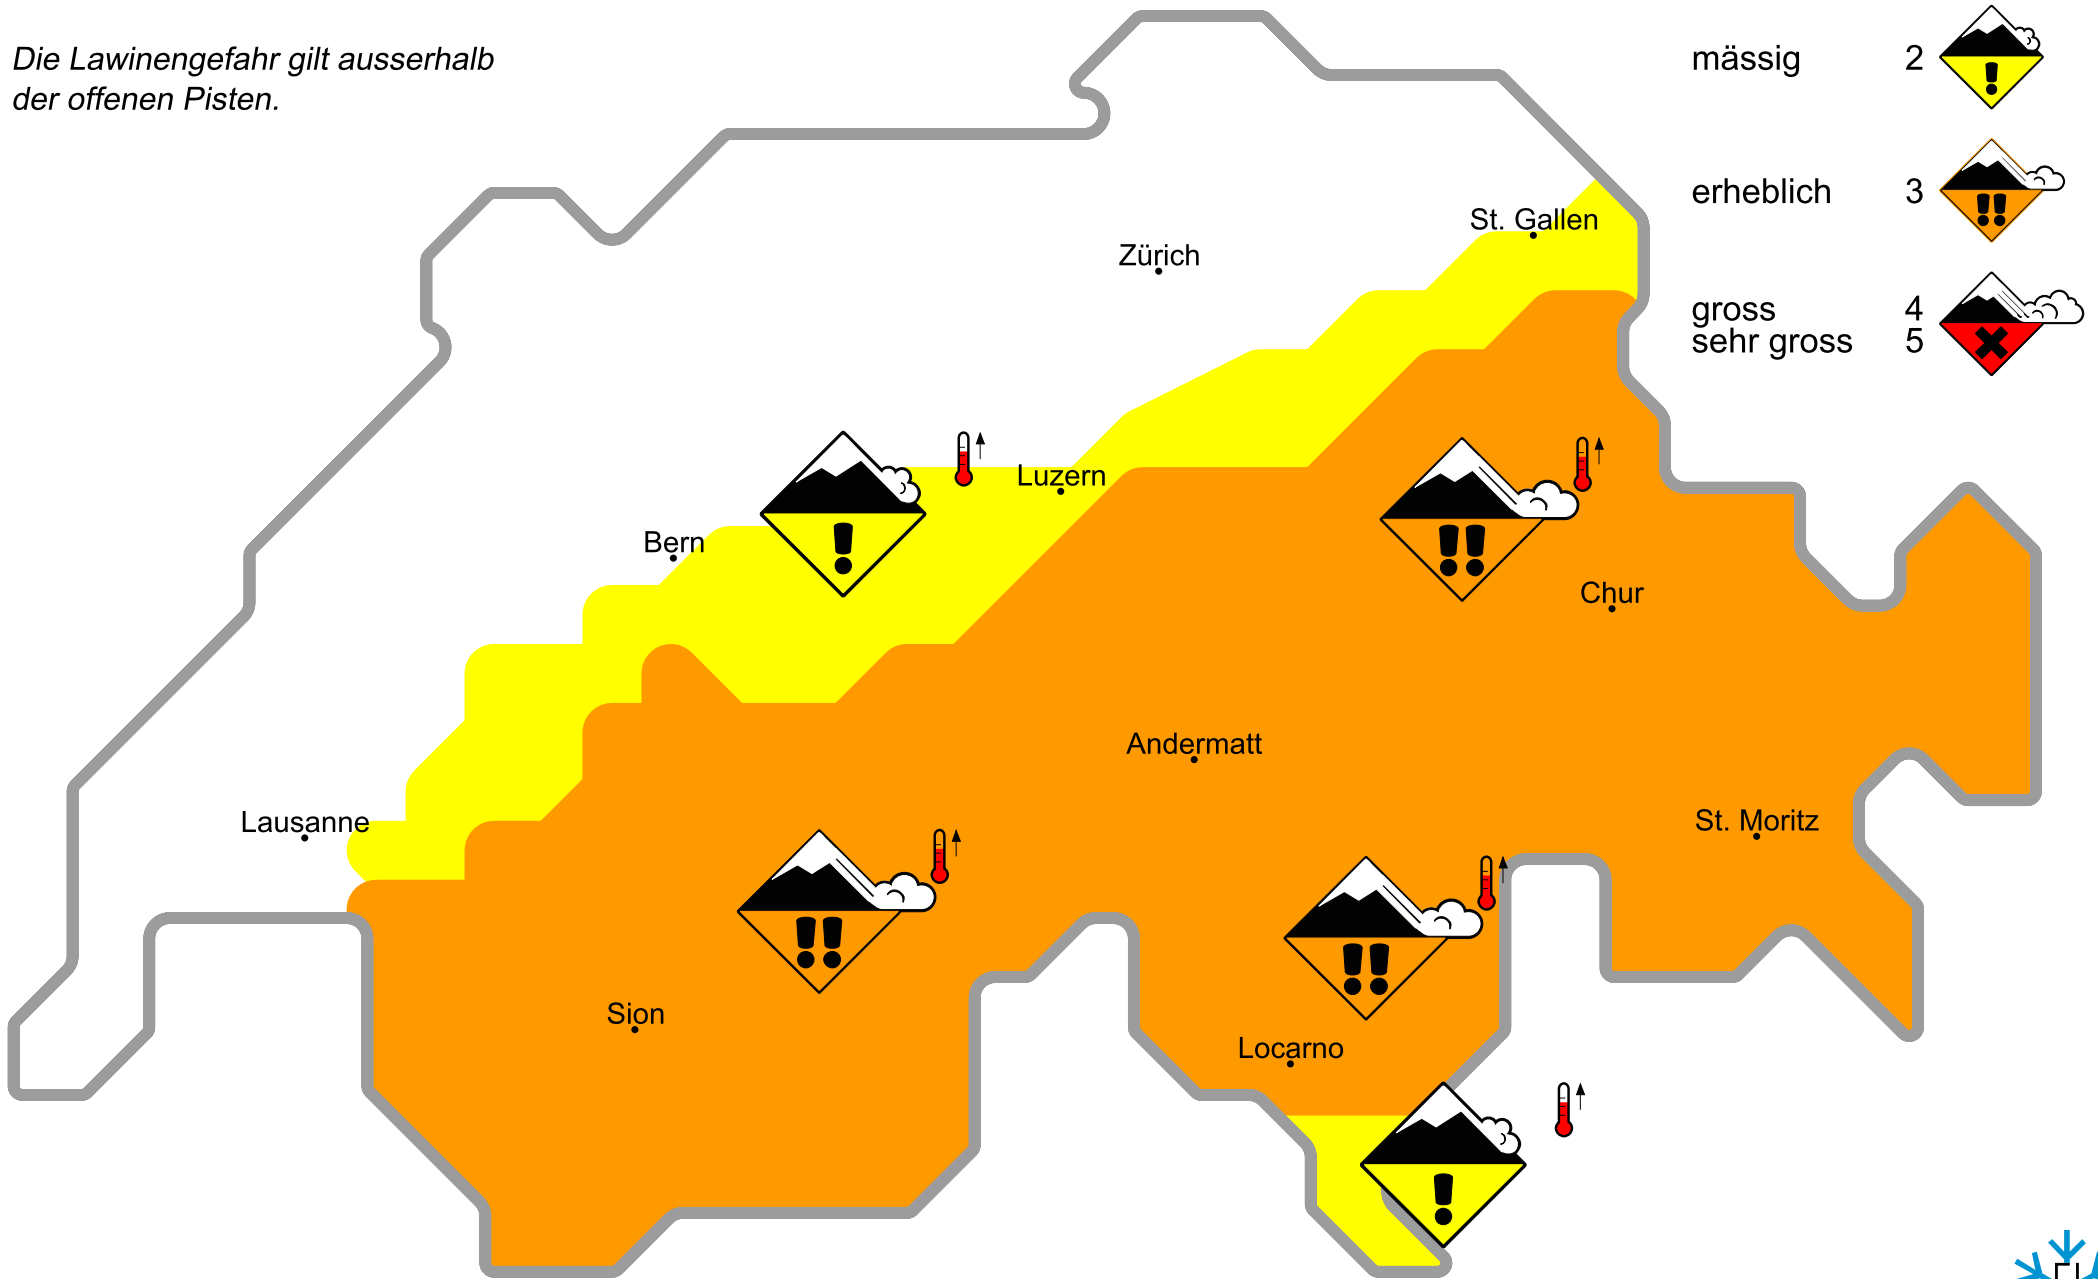 Die Lawinengefahr gilt ausserhalb
der offenen Pisten.
mässig 2
erheblich 3
gross 4
sehr gross 5
St. Gallen
Zürich
Luzern
Bern
Chur
Andermatt
Lausanne
St. Moritz
Sion
Locarno